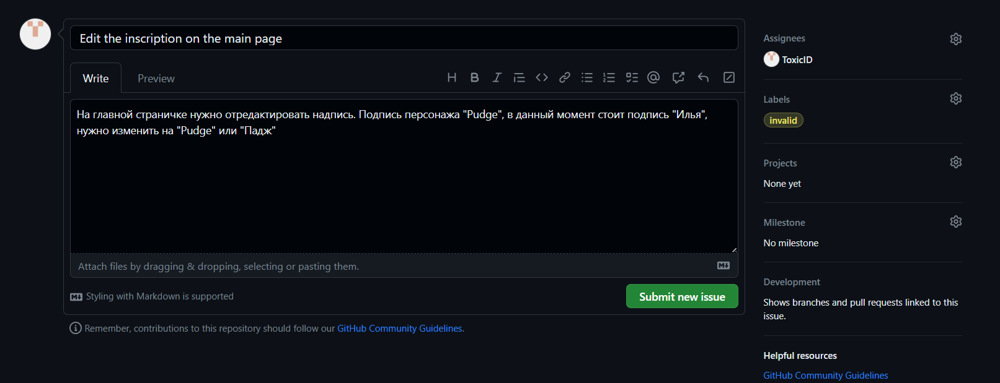 Edit the inscription on the main page
Write
Preview
На главной страничке нужно отредактировать надпись. Подпись персонажа "Pudge", в данный момент стоит подпись "Илья",
нужно изменить на "Pudge" или "Падж"
Attach files by dragging & dropping, selecting or pasting them.
Styling with Markdown is supported
Submit new issue
Remember, contributions to this repository should follow our GitHub Community Guidelines.
Assignees
ToxicID
Labels
invalid
Projects
None yet
Milestone
No milestone
Development
Shows branches and pull requests linked to this
issue.
Helpful resources
GitHub Community Guidelines